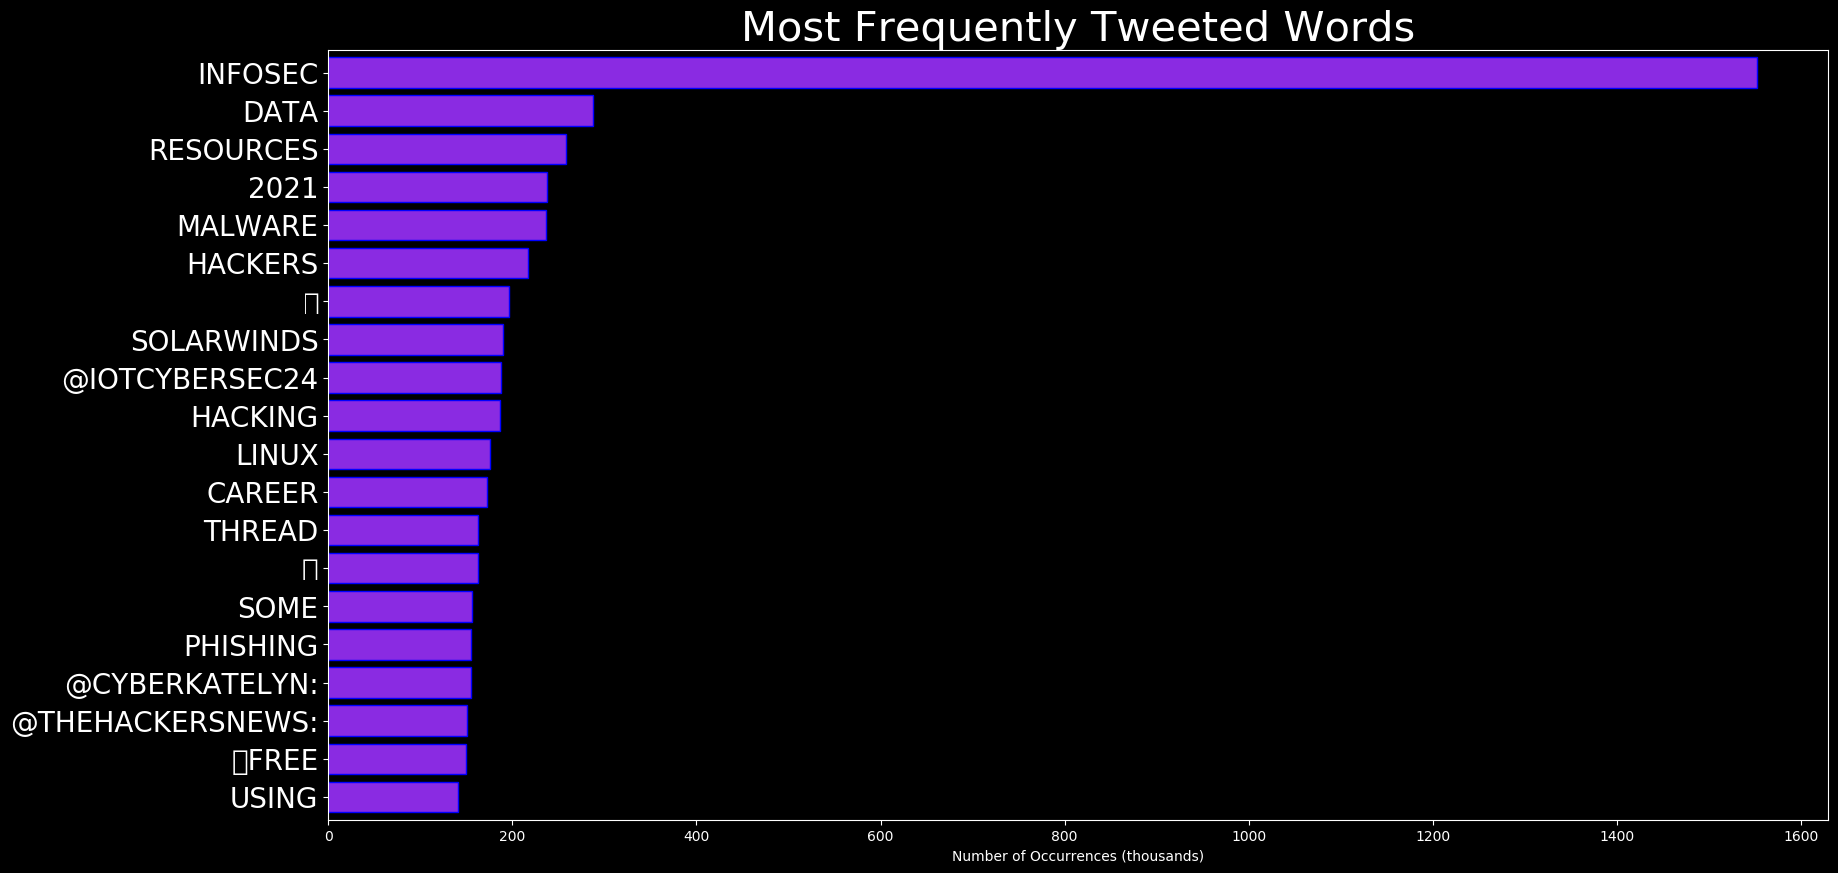 Most Frequently Tweeted Words
INFOSEC
DATA
RESOURCES
2021
MALWARE
HACKERS
SOLARWINDS
@IOTCYBERSEC24
HACKING
LINUX
CAREER
THREAD
SOME
PHISHING
@CYBERKATELYN:
@THEHACKERSNEWS:
FREE
USING
0 200 400 600 800 1000 1200 1400 1600
Number of Occurrences (thousands)